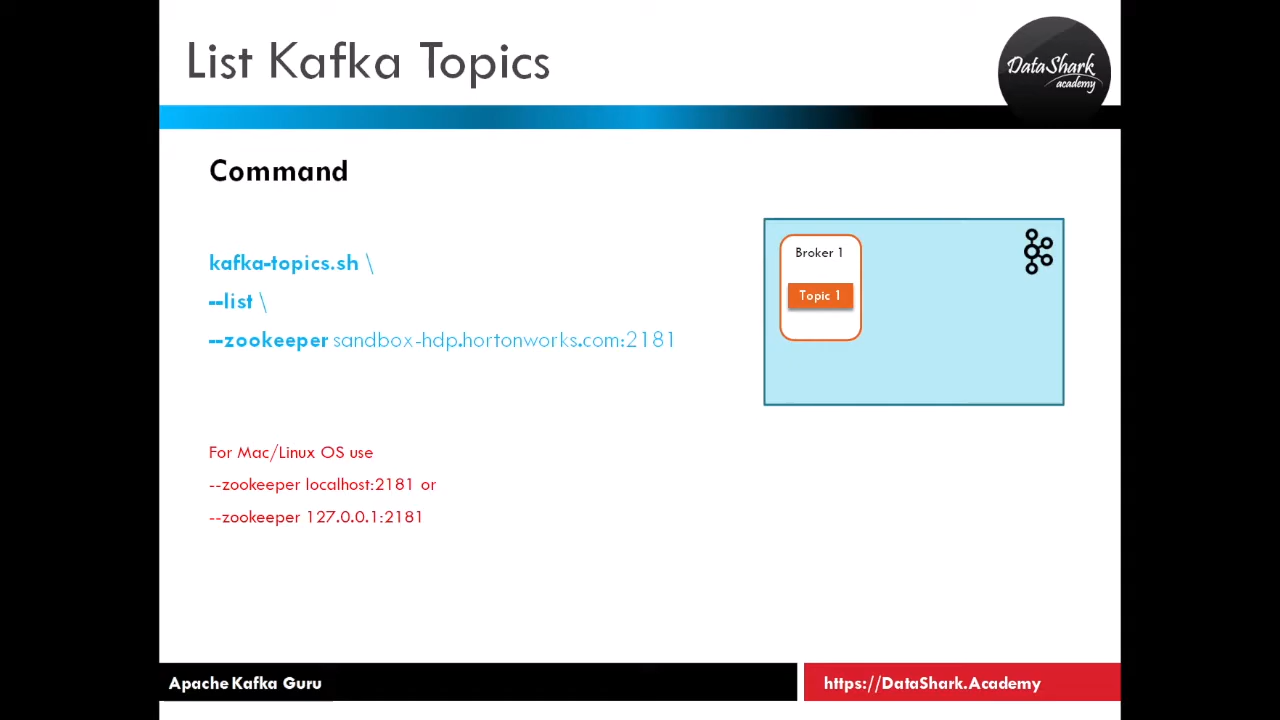 List Kafka Topics
DataShark
academy
Command
kafka-topics.sh \
--list \
--zookeeper sandbox-hdp.hortonworks.com:2181
Broker 1
Topic 1
For Mac/Linux OS use
--zookeeper localhost:2181 or
--zookeeper 127.0.0.1:2181
Apache Kafka Guru
https://DataShark.Academy